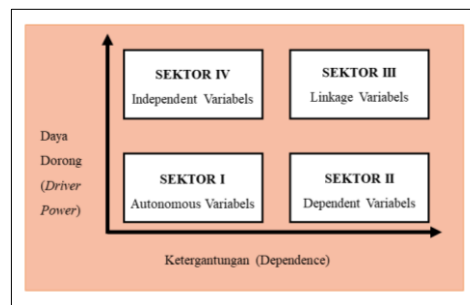 SEKTOR IV
Independent Variabels
SEKTOR III
Linkage Variabels
Daya
Dorong
(Driver
Power)
SEKTOR I
Autonomous Variabels
SEKTOR II
Dependent Variabels
Ketergantungan (Dependence)